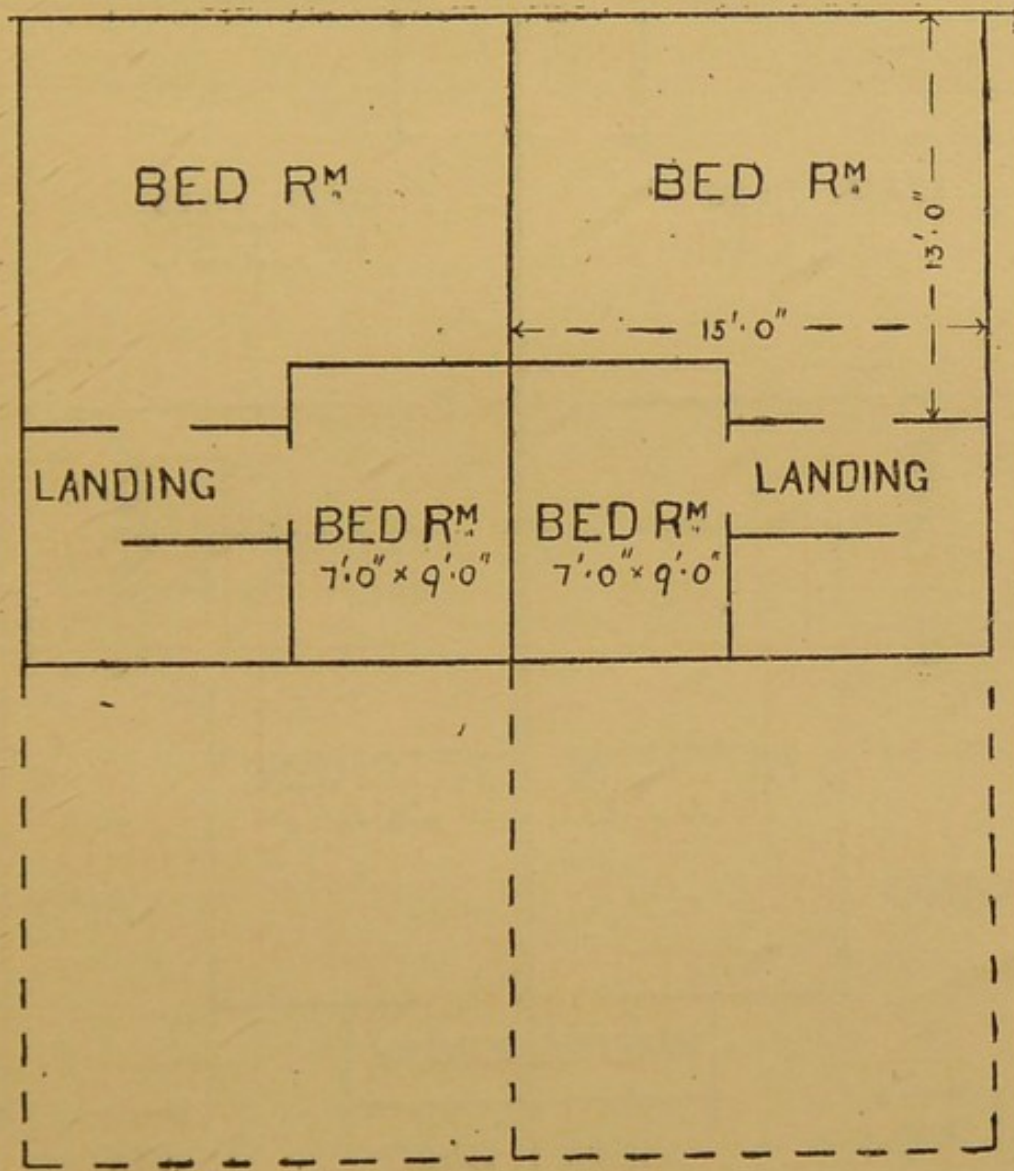 BED RM
BED RM
13'.0"
15'.0"
LANDING
LANDING
BED RM
7'.0" × 9'.0"
BED RM
7'.0" × 9'.0"